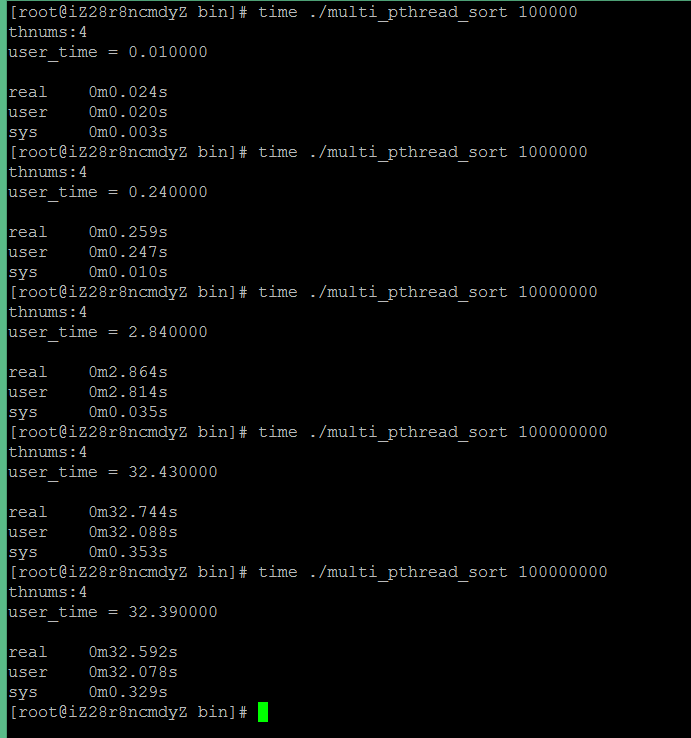 [root@iZ28r8ncmdyZ bin]# time ./multi_pthread_sort 100000
thnums:4
user_time = 0.010000
real    0m0.024s
user    0m0.020s
sys     0m0.003s
[root@iZ28r8ncmdyZ bin]# time ./multi_pthread_sort 1000000
thnums:4
user_time = 0.240000
real    0m0.259s
user    0m0.247s
sys     0m0.010s
[root@iZ28r8ncmdyZ bin]# time ./multi_pthread_sort 10000000
thnums:4
user_time = 2.840000
real    0m2.864s
user    0m2.814s
sys     0m0.035s
[root@iZ28r8ncmdyZ bin]# time ./multi_pthread_sort 100000000
thnums:4
user_time = 32.430000
real    0m32.744s
user    0m32.088s
sys     0m0.353s
[root@iZ28r8ncmdyZ bin]# time ./multi_pthread_sort 100000000
thnums:4
user_time = 32.390000
real    0m32.592s
user    0m32.078s
sys     0m0.329s
[root@iZ28r8ncmdyZ bin]#